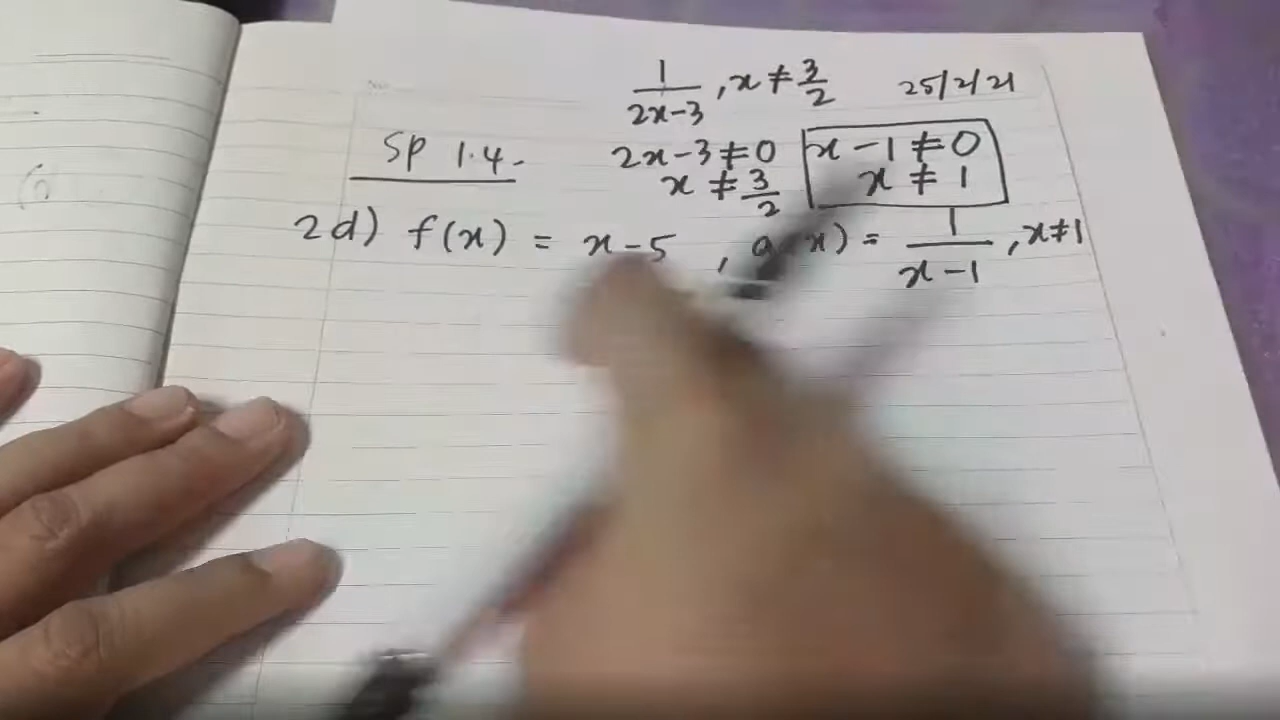 1/(2x-3), x ≠ 3/2 25/2/21
SP 1.4.
2x-3≠0
x ≠ 3/2
x-1≠0
x ≠ 1
2d) f(x) = x-5, g(x) = 1/(x-1), x≠1